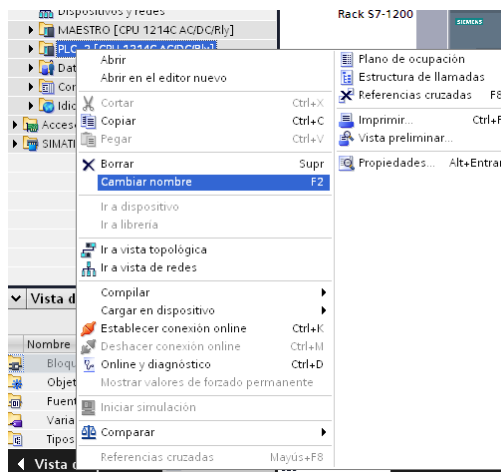 Dispositivos y redes
MAESTRO [CPU 1214C AC/DC/Rly]
PLC_2 [CPU 1214C AC/DC/Rly]
Dat
Cor
Idic
Acces
SIMATI
Rack S7-1200
SIEMENS
Abrir
Abrir en el editor nuevo
Cortar Ctrl+X
Copiar Ctrl+C
Pegar Ctrl+V
Borrar Supr
Cambiar nombre F2
Ir a dispositivo
Ir a librería
Ir a vista topológica
Ir a vista de redes
Compilar
Cargar en dispositivo
Establecer conexión online Ctrl+K
Deshacer conexión online Ctrl+M
Online y diagnóstico Ctrl+D
Mostrar valores de forzado permanente
Iniciar simulación
Comparar
Referencias cruzadas Mayús+F8
Plano de ocupación
Estructura de llamadas
Referencias cruzadas F8
Imprimir... Ctrl+P
Vista preliminar...
Propiedades... Alt+Entrar
Vista d
Nombre
Bloqu
Objet
Fuent
Varia
Tipos
Vista d